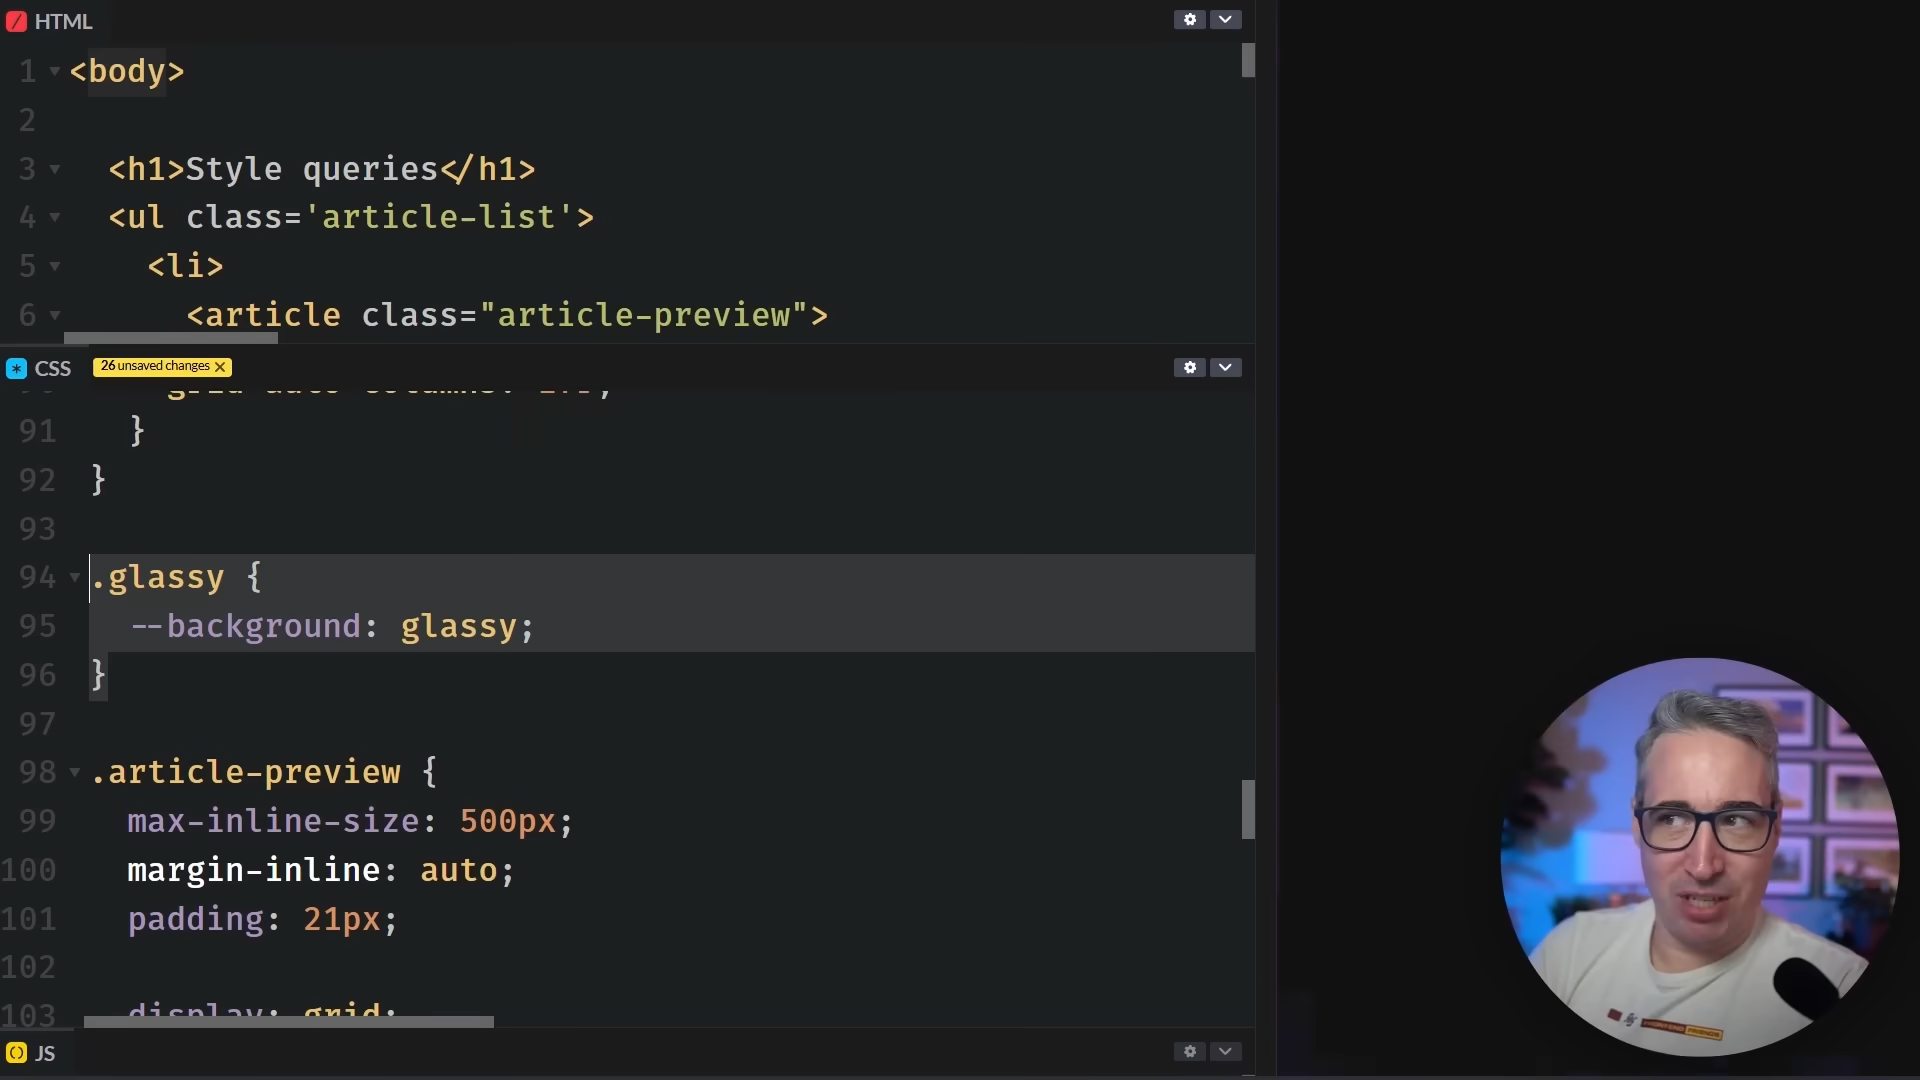 HTML
1 <body>
2
3 <h1>Style queries</h1>
4 <ul class='article-list'>
5 <li>
6 <article class="article-preview">
CSS 26 unsaved changes
91 }
92 }
93
94 .glassy {
95 --background: glassy;
96 }
97
98 .article-preview {
99 max-inline-size: 500px;
100 margin-inline: auto;
101 padding: 21px;
102
103 display: grid;
JS